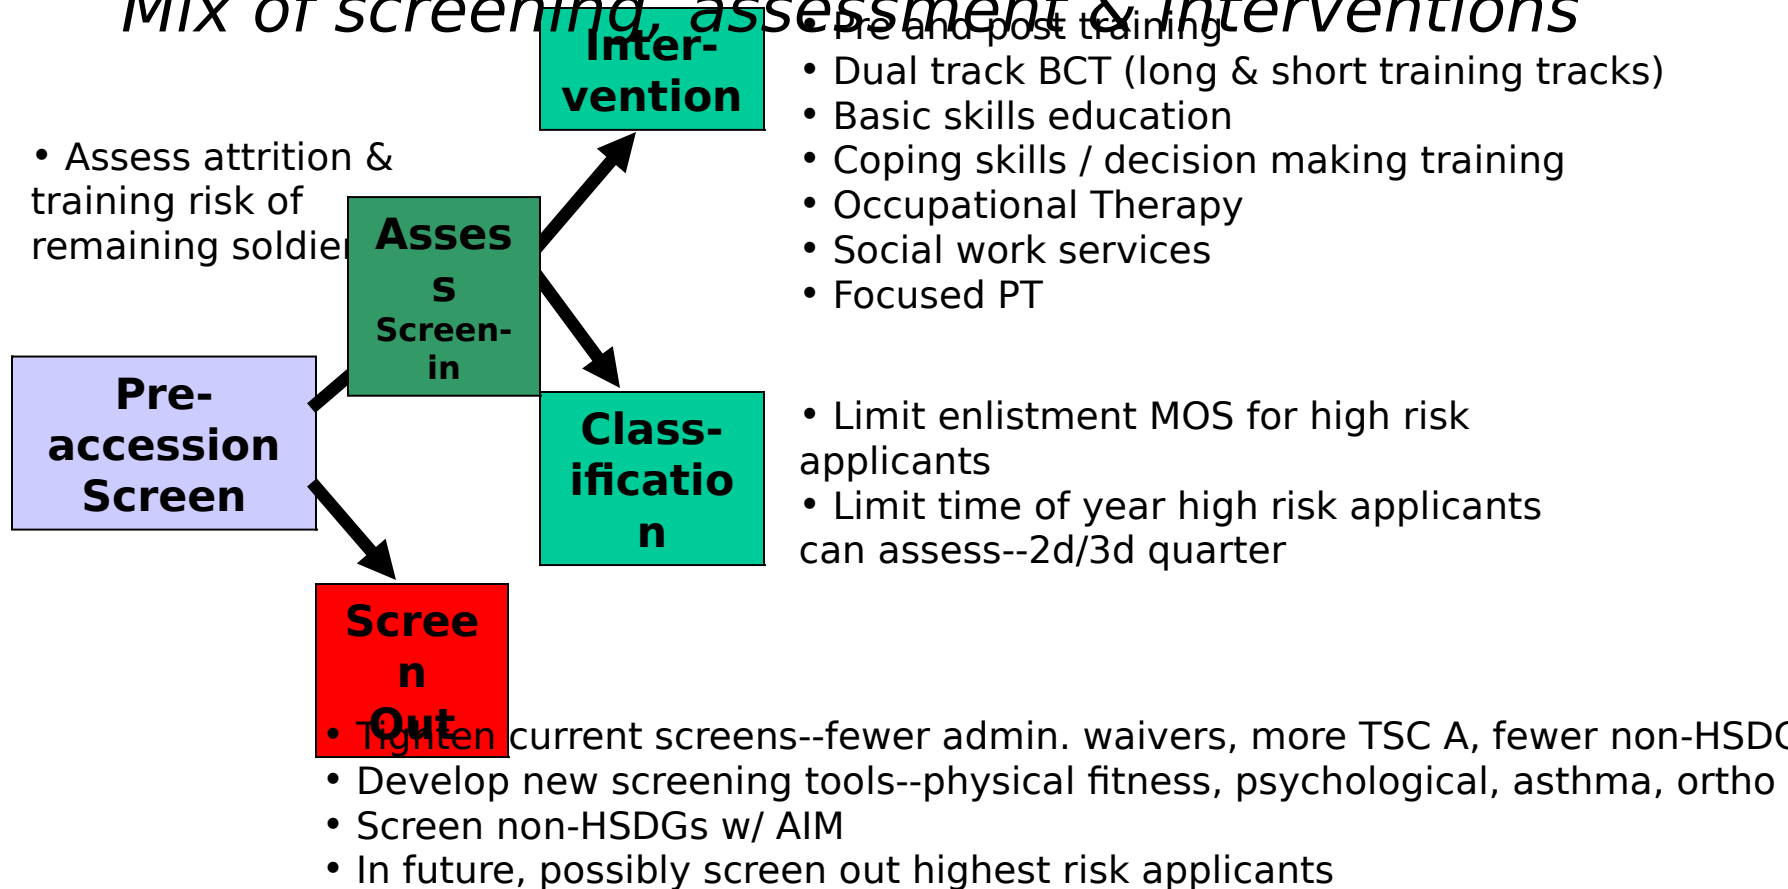 Mix of screening, assessment & interventions
Inter-
vention
• Pre and post training
• Dual track BCT (long & short training tracks)
• Basic skills education
• Coping skills / decision making training
• Occupational Therapy
• Social work services
• Focused PT
• Assess attrition &
training risk of
remaining soldier
Asses
s
Screen-
in
Pre-
accession
Screen
Class-
ificatio
n
• Limit enlistment MOS for high risk
applicants
• Limit time of year high risk applicants
can assess--2d/3d quarter
Scree
n
Out
• Tighten current screens--fewer admin. waivers, more TSC A, fewer non-HSDG
• Develop new screening tools--physical fitness, psychological, asthma, ortho
• Screen non-HSDGs w/ AIM
• In future, possibly screen out highest risk applicants